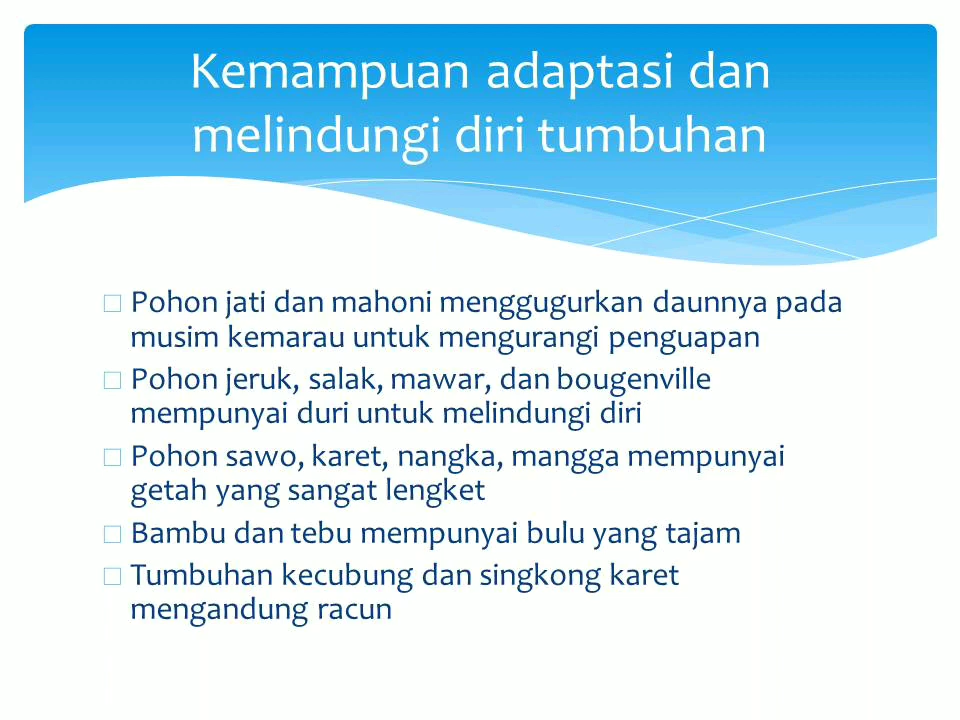 Kemampuan adaptasi dan
melindungi diri tumbuhan
□ Pohon jati dan mahoni menggugurkan daunnya pada
musim kemarau untuk mengurangi penguapan
□ Pohon jeruk, salak, mawar, dan bougenville
mempunyai duri untuk melindungi diri
□ Pohon sawo, karet, nangka, mangga mempunyai
getah yang sangat lengket
□ Bambu dan tebu mempunyai bulu yang tajam
□ Tumbuhan kecubung dan singkong karet
mengandung racun